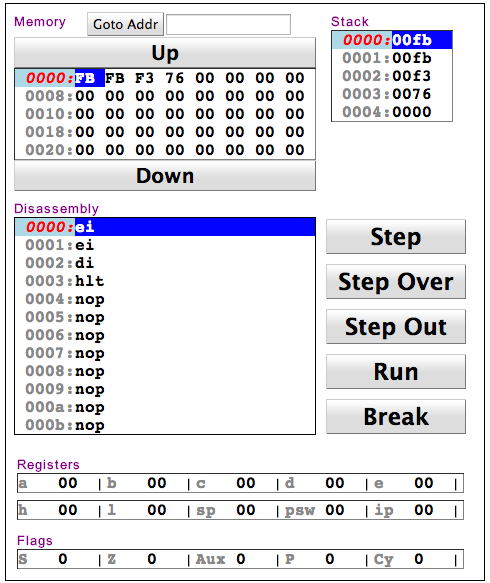 Memory Goto Addr
Up
0000:FB FB F3 76 00 00 00 00
0008:00 00 00 00 00 00 00 00
0010:00 00 00 00 00 00 00 00
0018:00 00 00 00 00 00 00 00
0020:00 00 00 00 00 00 00 00
Down
Stack
0000:00fb
0001:00fb
0002:00f3
0003:0076
0004:0000
Disassembly
0000:ei
0001:ei
0002:di
0003:hlt
0004:nop
0005:nop
0006:nop
0007:nop
0008:nop
0009:nop
000a:nop
000b:nop
Step
Step Over
Step Out
Run
Break
Registers
a 00 | b 00 | c 00 | d 00 | e 00 |
h 00 | l 00 | sp 00 | psw 00 | ip 00 |
Flags
S 0 | Z 0 | Aux 0 | P 0 | Cy 0 |